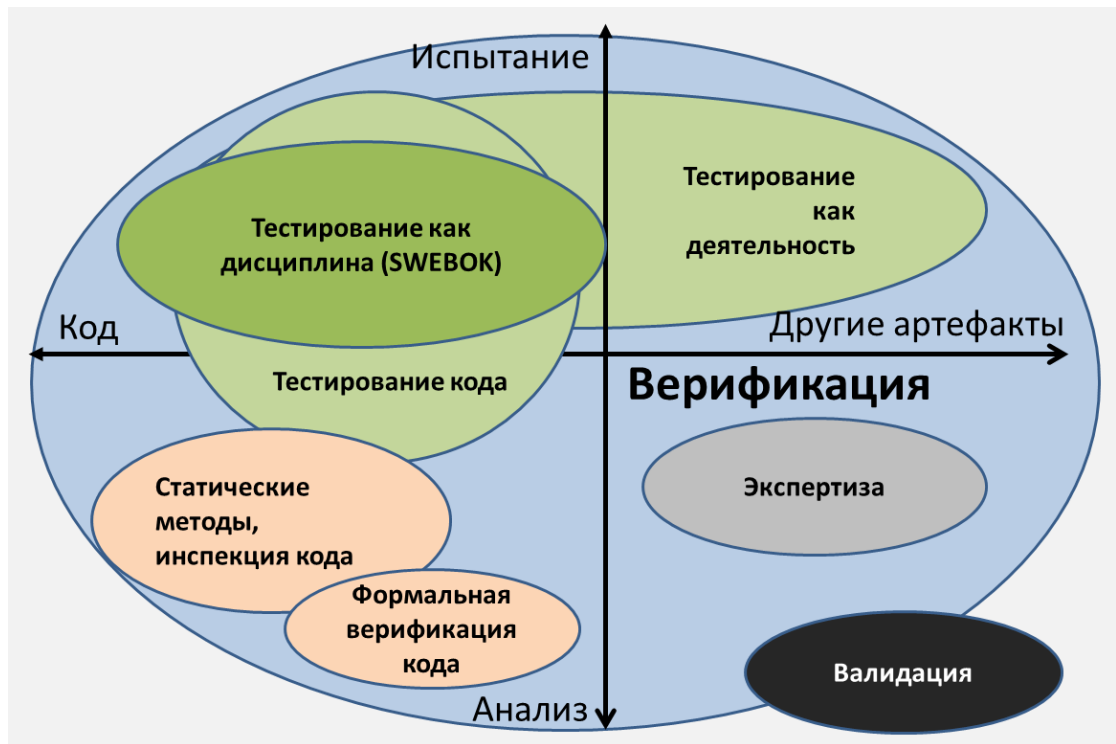 Испытание
Тестирование
как
деятельность
Тестирование как
дисциплина (SWEBOK)
Код
Другие артефакты
Тестирование кода
Верификация
Статические
методы,
инспекция кода
Экспертиза
Формальная
верификация
кода
Валидация
Анализ